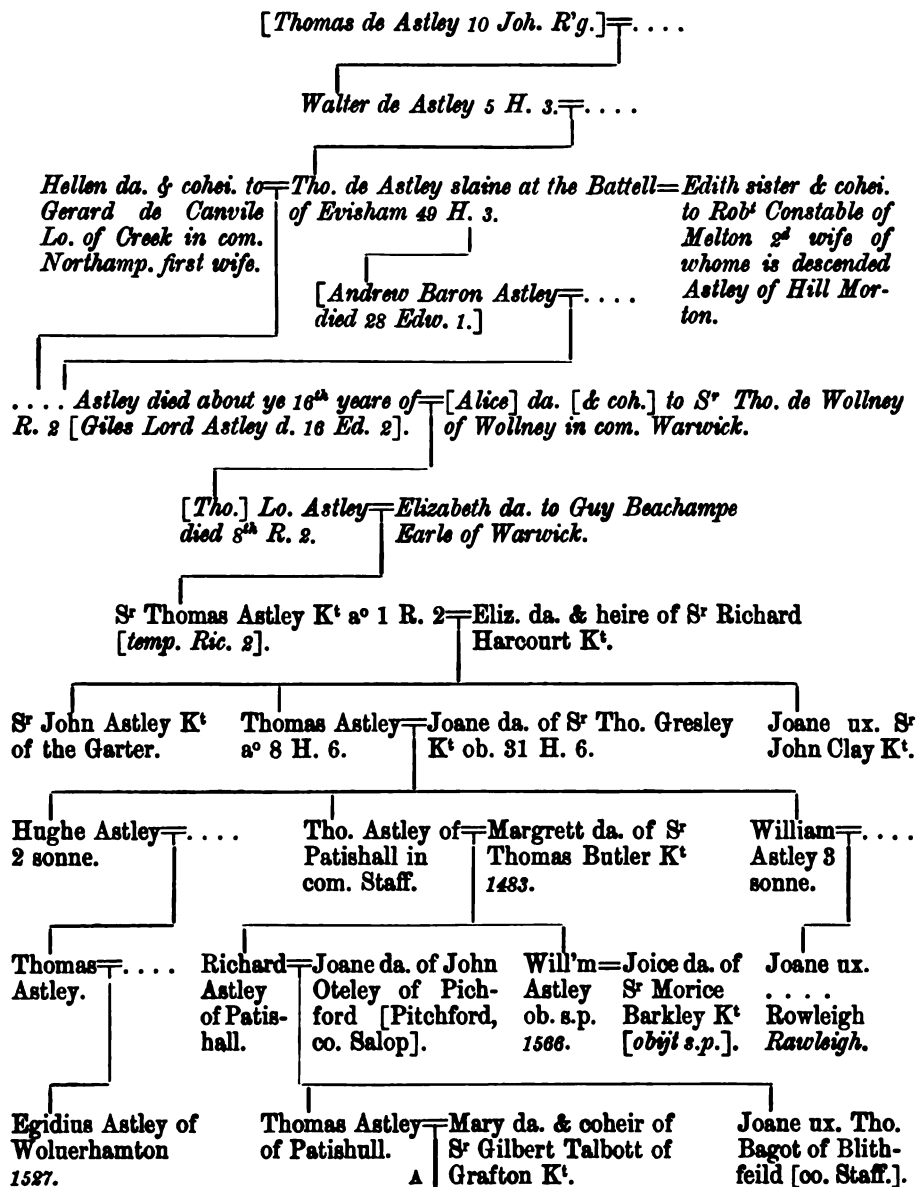 [Thomas de Astley 10 Joh. R'g.]=. . . .
Walter de Astley 5 H. 3.=. . . .
Hellen da. & cohei. to
Gerard de Canvile
Lo. of Creek in com.
Northamp. first wife.
=Tho. de Astley slaine at the Battell=
of Evisham 49 H. 3.
Edith sister & cohei.
to Robᵗ Constable of
Melton 2ᵈ wife of
whome is descended
Astley of Hill Mor-
ton.
[Andrew Baron Astley=. . . .
died 28 Edw. 1.]
. . . . Astley died about ye 16ᵗʰ yeare of=
R. 2 [Giles Lord Astley d. 16 Ed. 2].
[Alice] da. [& coh.] to Sʳ Tho. de Wollney
of Wollney in com. Warwick.
[Tho.] Lo. Astley=
died 8ᵗʰ R. 2.
Elizabeth da. to Guy Beachampe
Earle of Warwick.
Sʳ Thomas Astley Kᵗ aᵒ 1 R. 2=
[temp. Ric. 2].
Eliz. da. & heire of Sʳ Richard
Harcourt Kᵗ.
Sʳ John Astley Kᵗ
of the Garter.
Thomas Astley=
aᵒ 8 H. 6.
Joane da. of Sʳ Tho. Gresley
Kᵗ ob. 31 H. 6.
Joane ux. Sʳ
John Clay Kᵗ.
Hughe Astley=. . . .
2 sonne.
Tho. Astley of=
Patishall in
com. Staff.
Margrett da. of Sʳ
Thomas Butler Kᵗ
1483.
William=. . . .
Astley 3
sonne.
Thomas=. . . .
Astley.
Richard=
Astley
of Patis-
hall.
Joane da. of John
Oteley of Pich-
ford [Pitchford,
co. Salop].
Will'm=
Astley
ob. s.p.
1566.
Joice da. of
Sʳ Morice
Barkley Kᵗ
[obijt s.p.].
Joane ux.
. . . .
Rowleigh
Rawleigh.
Egidius Astley of
Woluerhamton
1527.
Thomas Astley=
of Patishull.
A
Mary da. & coheir of
Sʳ Gilbert Talbott of
Grafton Kᵗ.
Joane ux. Tho.
Bagot of Blith-
feild [co. Staff.].